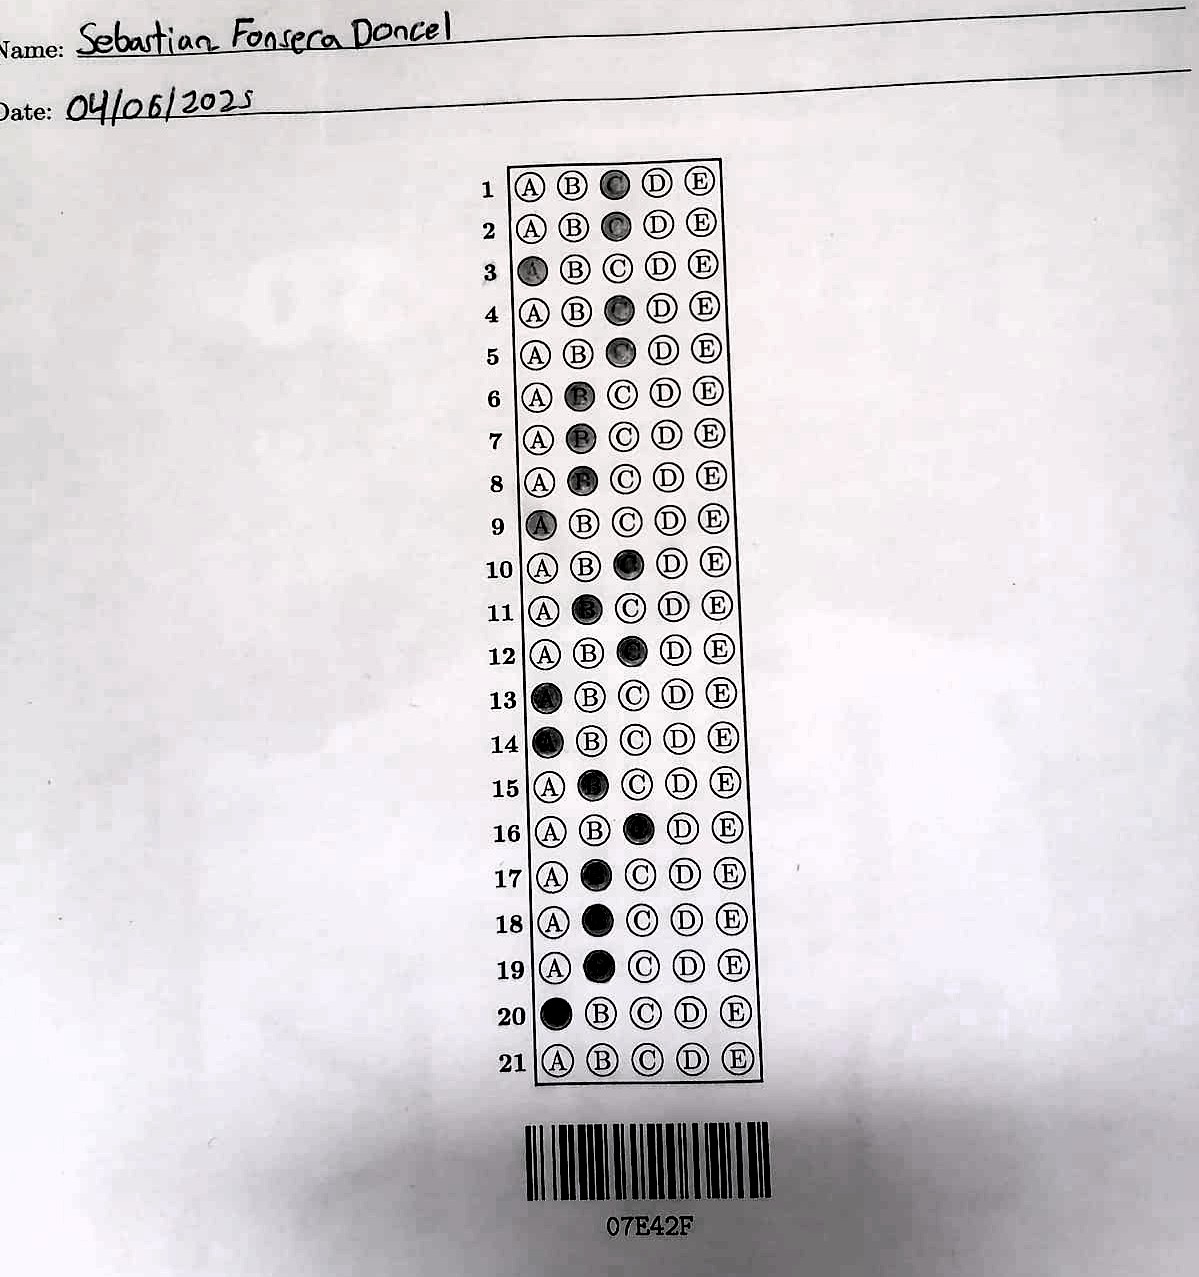 Name: Sebastian Fonseca Doncel
Date: 04/06/2025
1 A B C D E
2 A B C D E
3 A B C D E
4 A B C D E
5 A B C D E
6 A B C D E
7 A B C D E
8 A B C D E
9 A B C D E
10 A B C D E
11 A B C D E
12 A B C D E
13 A B C D E
14 A B C D E
15 A B C D E
16 A B D E
17 A C D E
18 A C D E
19 A C D E
20 B C D E
21 A B C D E
07E42F